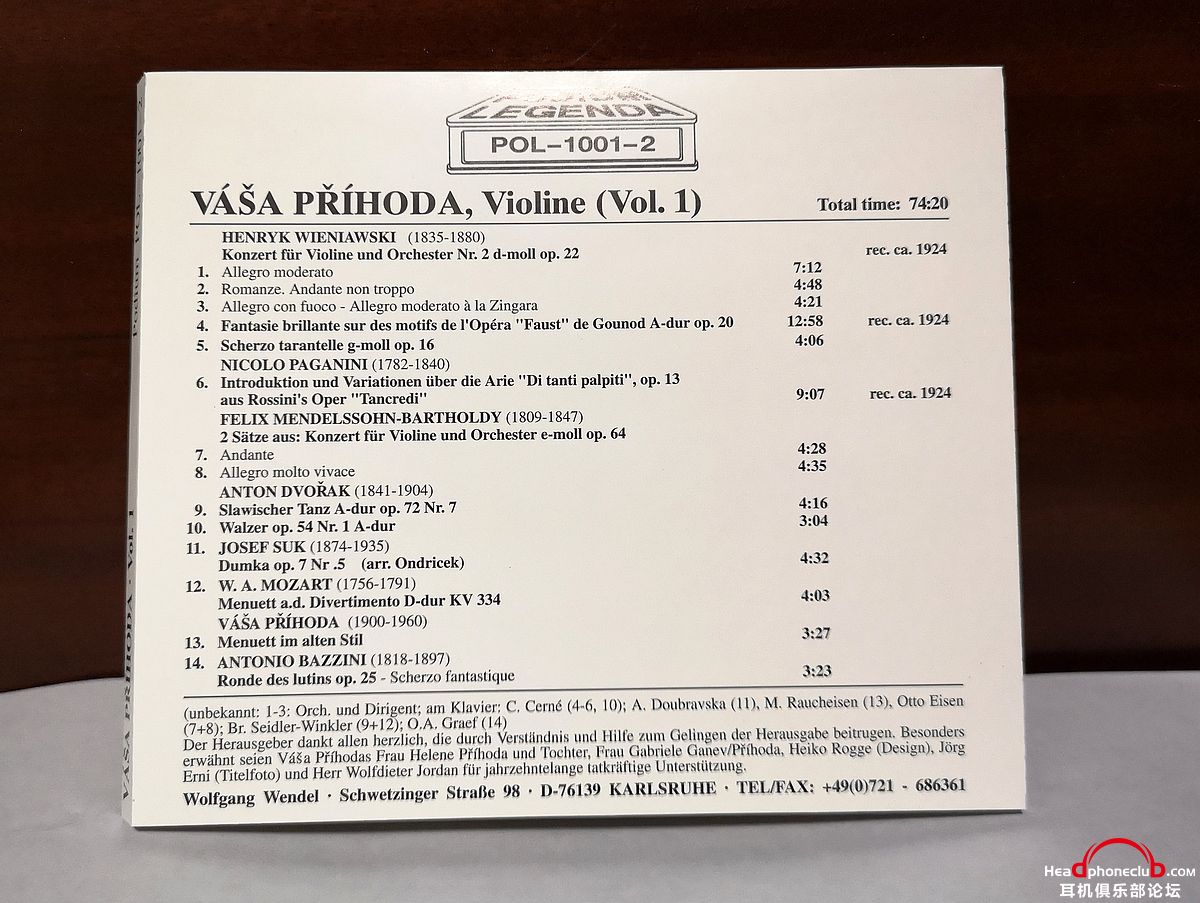 LEGENDA
POL-1001-2
VÁŠA PŘÍHODA, Violine (Vol. 1) Total time: 74:20
HENRYK WIENIAWSKI (1835-1880)
Konzert für Violine und Orchester Nr. 2 d-moll op. 22 rec. ca. 1924
1. Allegro moderato 7:12
2. Romanze. Andante non troppo 4:48
3. Allegro con fuoco - Allegro moderato à la Zingara 4:21
4. Fantasie brillante sur des motifs de l'Opéra "Faust" de Gounod A-dur op. 20 12:58 rec. ca. 1924
5. Scherzo tarantelle g-moll op. 16 4:06
NICOLO PAGANINI (1782-1840)
6. Introduktion und Variationen über die Arie "Di tanti palpiti", op. 13
aus Rossini's Oper "Tancredi" 9:07 rec. ca. 1924
FELIX MENDELSSOHN-BARTHOLDY (1809-1847)
2 Sätze aus: Konzert für Violine und Orchester e-moll op. 64
7. Andante 4:28
8. Allegro molto vivace 4:35
ANTON DVOŘAK (1841-1904)
9. Slawischer Tanz A-dur op. 72 Nr. 7 4:16
10. Walzer op. 54 Nr. 1 A-dur 3:04
11. JOSEF SUK (1874-1935)
Dumka op. 7 Nr .5 (arr. Ondricek) 4:32
12. W. A. MOZART (1756-1791)
Menuett a.d. Divertimento D-dur KV 334 4:03
VÁŠA PŘÍHODA (1900-1960)
13. Menuett im alten Stil 3:27
14. ANTONIO BAZZINI (1818-1897)
Ronde des lutins op. 25 - Scherzo fantastique 3:23
(unbekannt: 1-3: Orch. und Dirigent; am Klavier: C. Cerné (4-6, 10); A. Doubravska (11), M. Raucheisen (13), Otto Eisen
(7+8); Br. Seidler-Winkler (9+12); O.A. Graef (14)
Der Herausgeber dankt allen herzlich, die durch Verständnis und Hilfe zum Gelingen der Herausgabe beitrugen. Besonders
erwähnt seien Váša Příhodas Frau Helene Příhoda und Tochter, Frau Gabriele Ganev/Příhoda, Heiko Rogge (Design), Jörg
Erni (Titelfoto) und Herr Wolfdieter Jordan für jahrzehntelange tatkräftige Unterstützung.
Wolfgang Wendel · Schwetzinger Straße 98 · D-76139 KARLSRUHE · TEL/FAX: +49(0)721 - 686361
VÁŠA PŘÍHODA - Vol. 1
Podium POL 1001 2
HeadphoneclubD.com
耳机俱乐部论坛